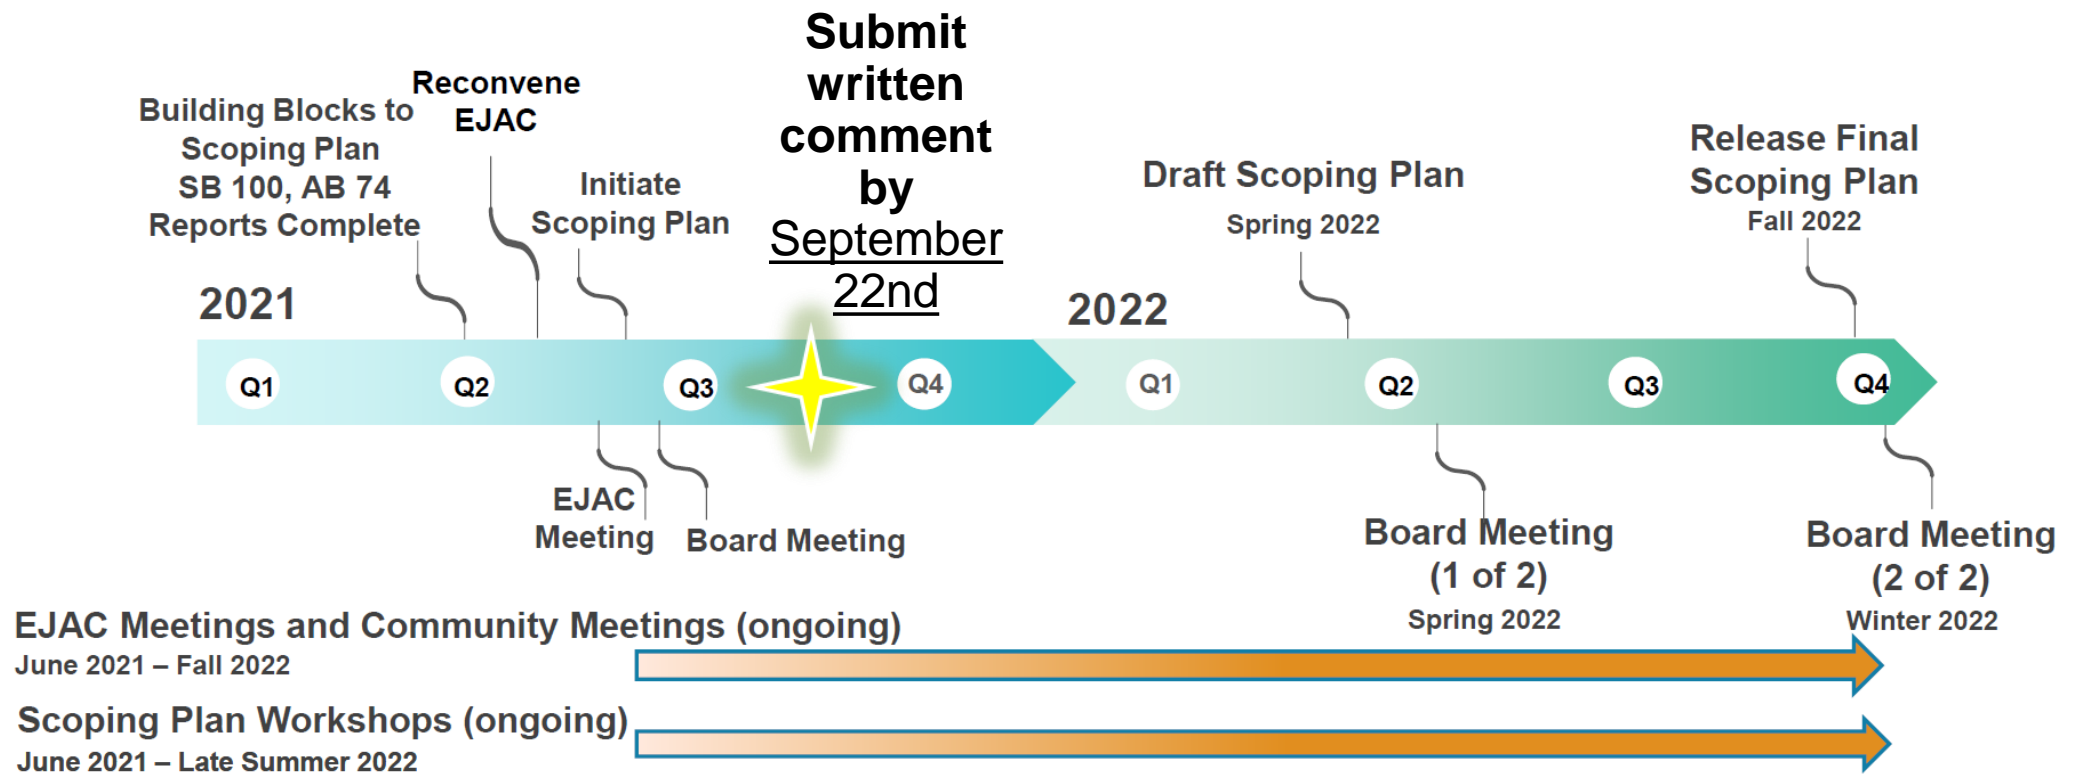 Submit
written
comment
by
September
22nd
Reconvene
EJAC
Building Blocks to
Scoping Plan
SB 100, AB 74
Reports Complete
Initiate
Scoping Plan
Draft Scoping Plan
Spring 2022
Release Final
Scoping Plan
Fall 2022
2021
2022
Q1
Q2
Q3
Q4
Q1
Q2
Q3
Q4
EJAC
Meeting
Board Meeting
Board Meeting
(1 of 2)
Spring 2022
Board Meeting
(2 of 2)
Winter 2022
EJAC Meetings and Community Meetings (ongoing)
June 2021 – Fall 2022
Scoping Plan Workshops (ongoing)
June 2021 – Late Summer 2022